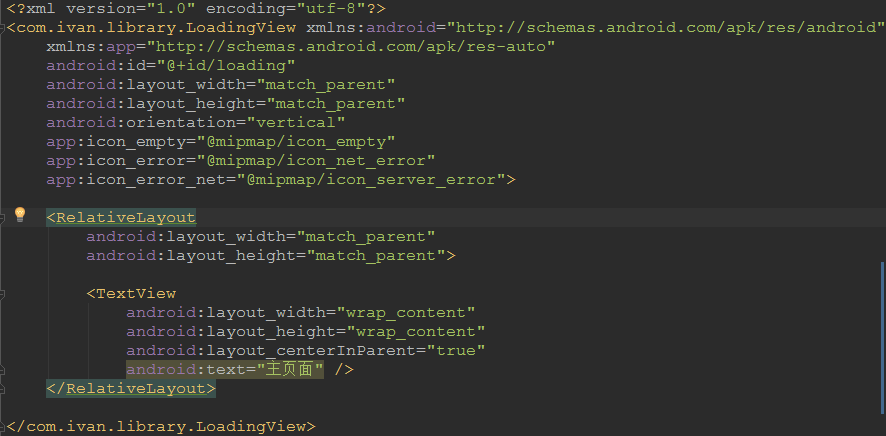 <?xml version="1.0" encoding="utf-8"?>
<com.ivan.library.LoadingView xmlns:android="http://schemas.android.com/apk/res/android"
    xmlns:app="http://schemas.android.com/apk/res-auto"
    android:id="@+id/loading"
    android:layout_width="match_parent"
    android:layout_height="match_parent"
    android:orientation="vertical"
    app:icon_empty="@mipmap/icon_empty"
    app:icon_error="@mipmap/icon_net_error"
    app:icon_error_net="@mipmap/icon_server_error">
    <RelativeLayout
        android:layout_width="match_parent"
        android:layout_height="match_parent">
        <TextView
            android:layout_width="wrap_content"
            android:layout_height="wrap_content"
            android:layout_centerInParent="true"
            android:text="主页面" />
    </RelativeLayout>
</com.ivan.library.LoadingView>